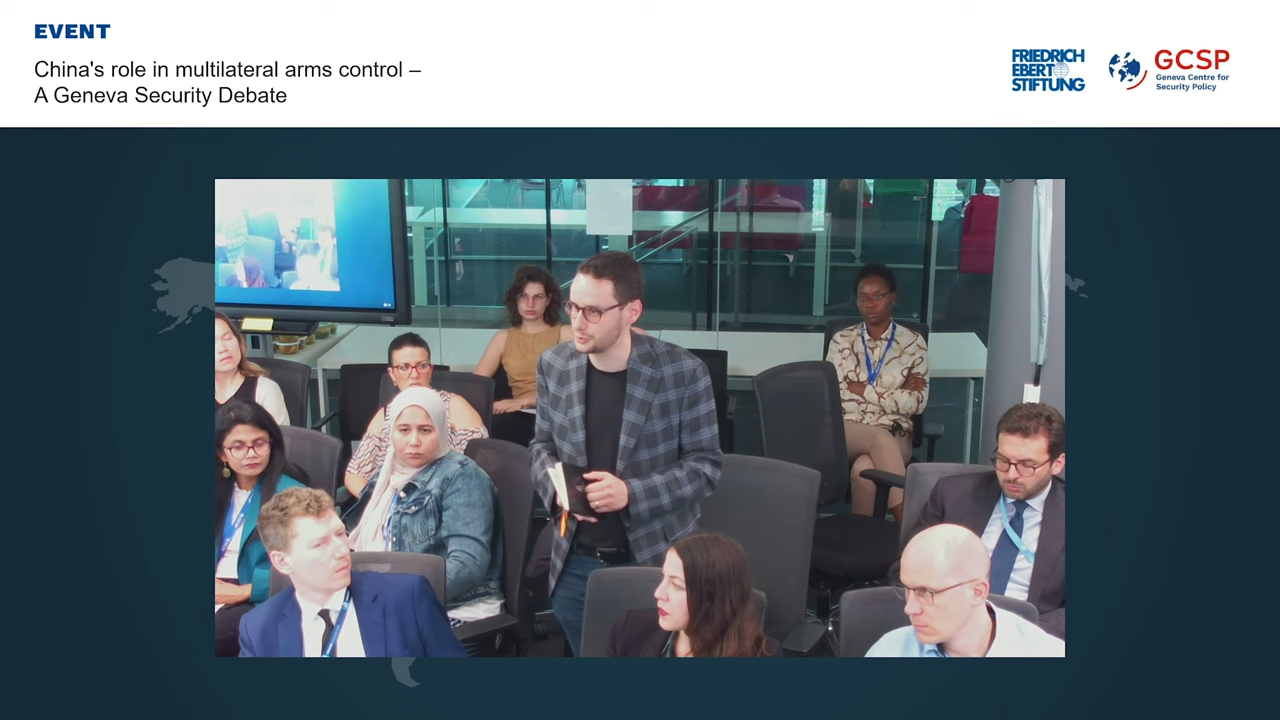 EVENT
China's role in multilateral arms control –
A Geneva Security Debate
FRIEDRICH
EBERT
STIFTUNG
GCSP
Geneva Centre for
Security Policy